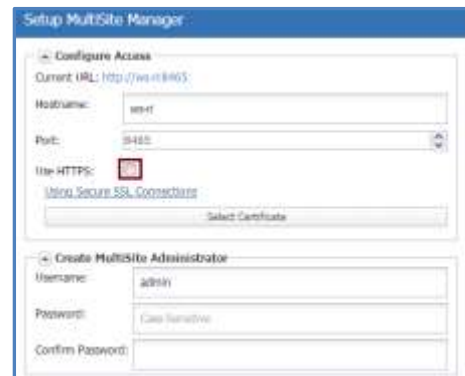 Setup MultiSite Manager
Configure Access
Current URL:
Hostname:
Port: 8465
Use HTTPS:
Using Secure SSL Connections
Select Certificate
Create MultiSite Administrator
Username: admin
Password: Case Sensitive
Confirm Password: